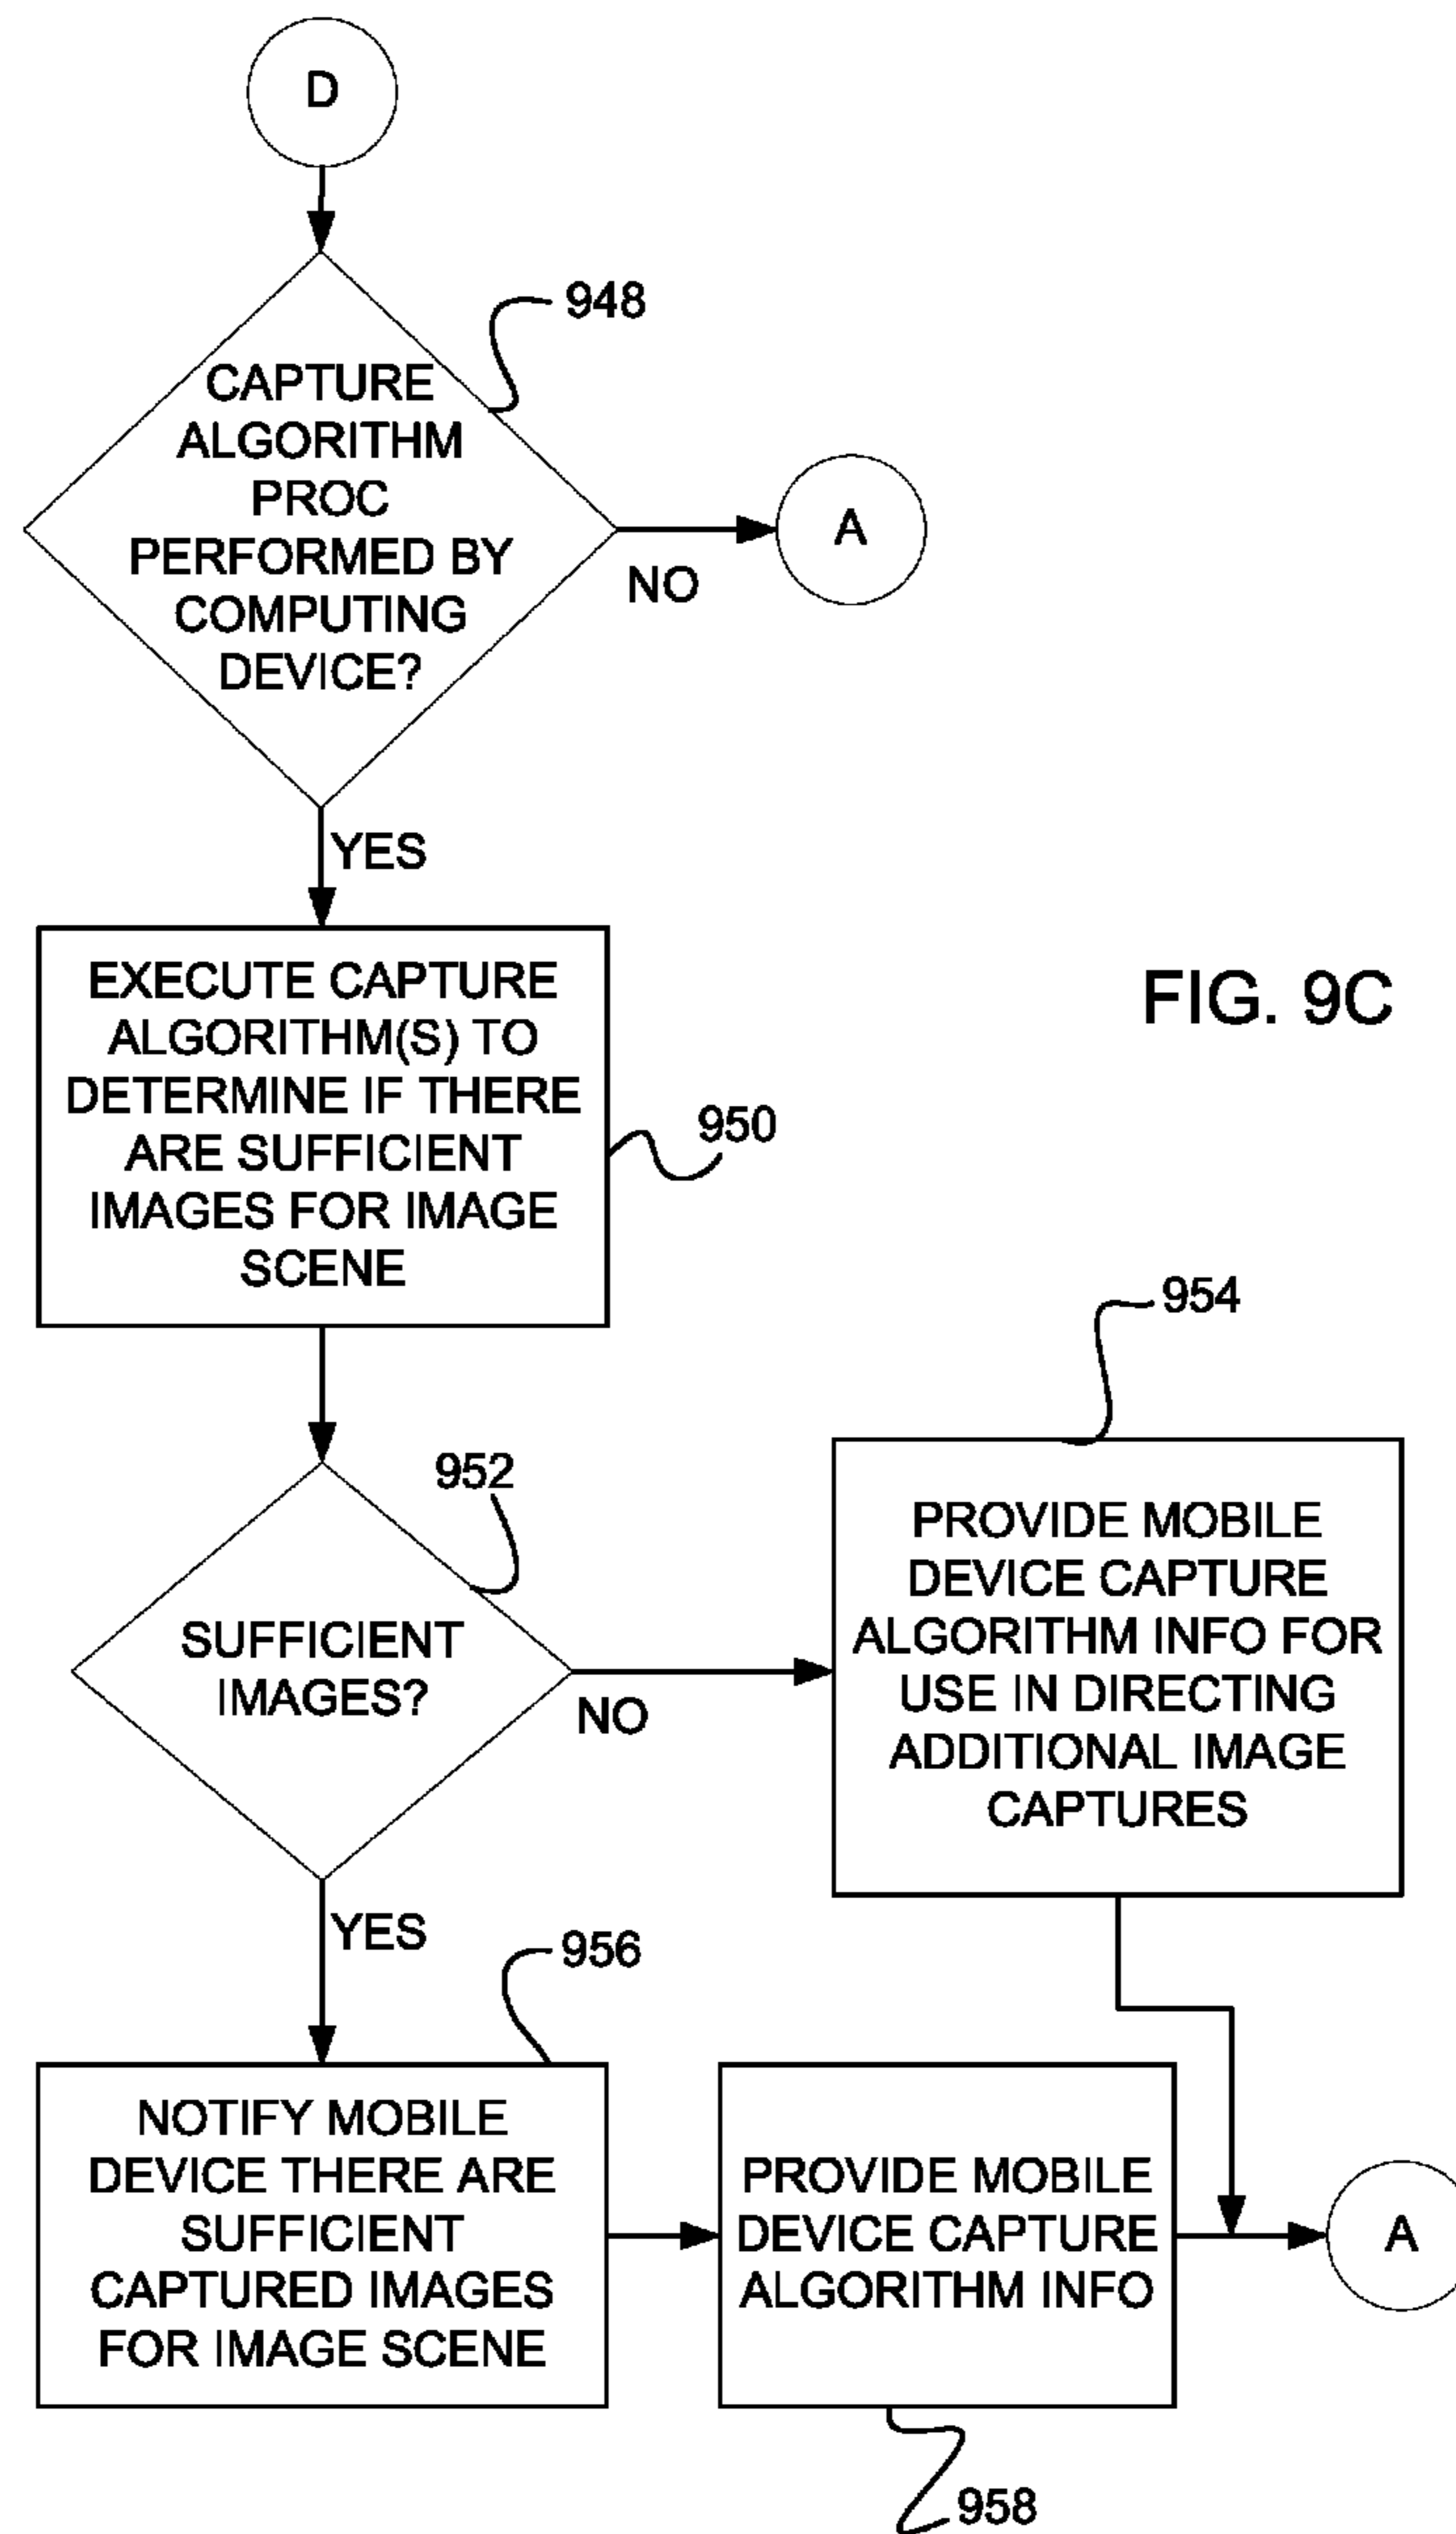 D
948
CAPTURE
ALGORITHM
PROC
PERFORMED BY
COMPUTING
DEVICE?
NO
A
YES
EXECUTE CAPTURE
ALGORITHM(S) TO
DETERMINE IF THERE
ARE SUFFICIENT
IMAGES FOR IMAGE
SCENE
950
FIG. 9C
952
SUFFICIENT
IMAGES?
NO
954
PROVIDE MOBILE
DEVICE CAPTURE
ALGORITHM INFO FOR
USE IN DIRECTING
ADDITIONAL IMAGE
CAPTURES
YES
956
NOTIFY MOBILE
DEVICE THERE ARE
SUFFICIENT
CAPTURED IMAGES
FOR IMAGE SCENE
PROVIDE MOBILE
DEVICE CAPTURE
ALGORITHM INFO
958
A